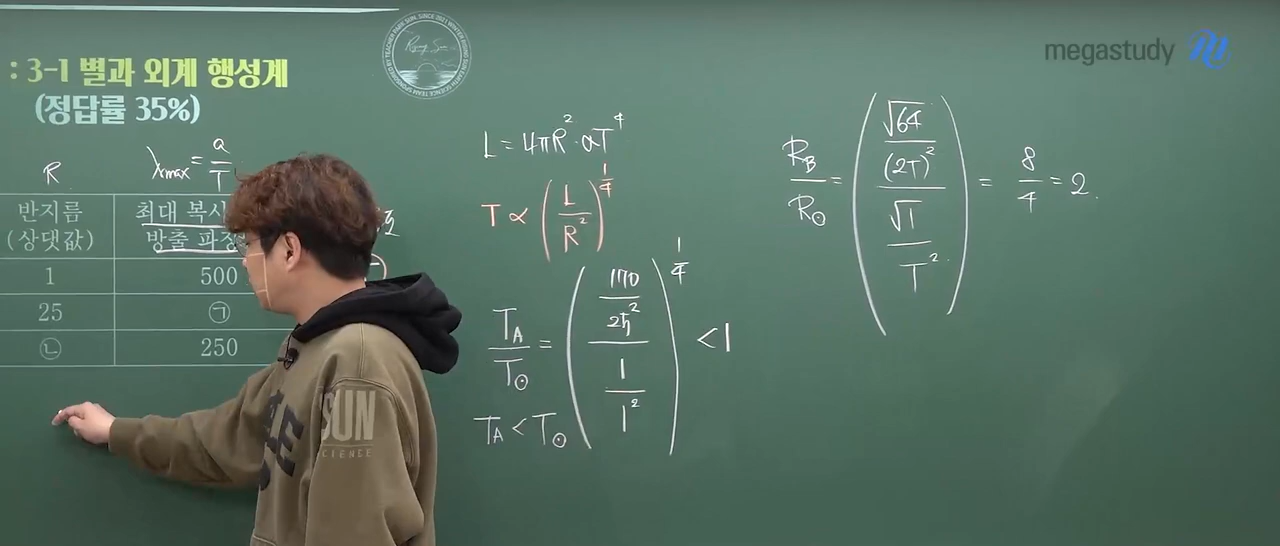 megastudy
: 3-1 별과 외계 행성계
(정답률 35%)
R
λmax = a/T
반지름
(상댓값)
최대 복사
방출 파장
1
500
25
㉠
㉡
250
L = 4πR²·σT⁴
T ∝ (L/R²)^(1/4)
T_A/T_⊙ = ((170/25²)/(1/1²))^(1/4) < 1
T_A < T_⊙
R_B/R_⊙ = ((√64/(2T)²)/(√1/T²)) = 8/4 = 2.
SUN
SCIENCE